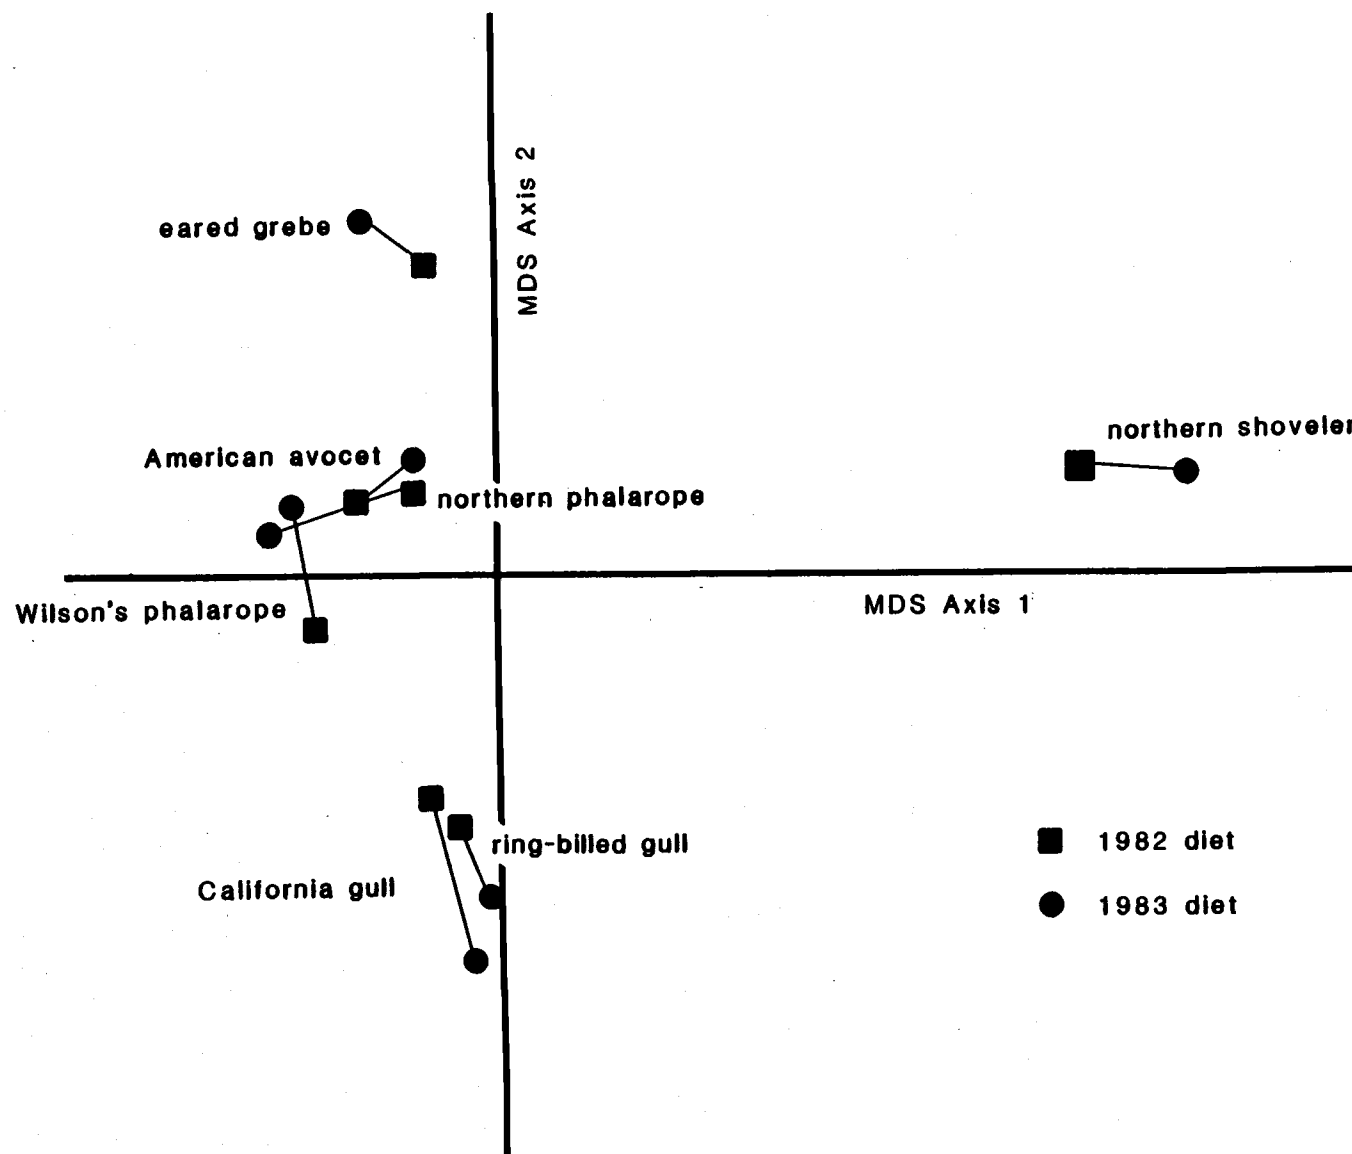 MDS Axis 2
eared grebe
northern shoveler
American avocet
northern phalarope
Wilson's phalarope
MDS Axis 1
ring-billed gull
1982 diet
California gull
1983 diet